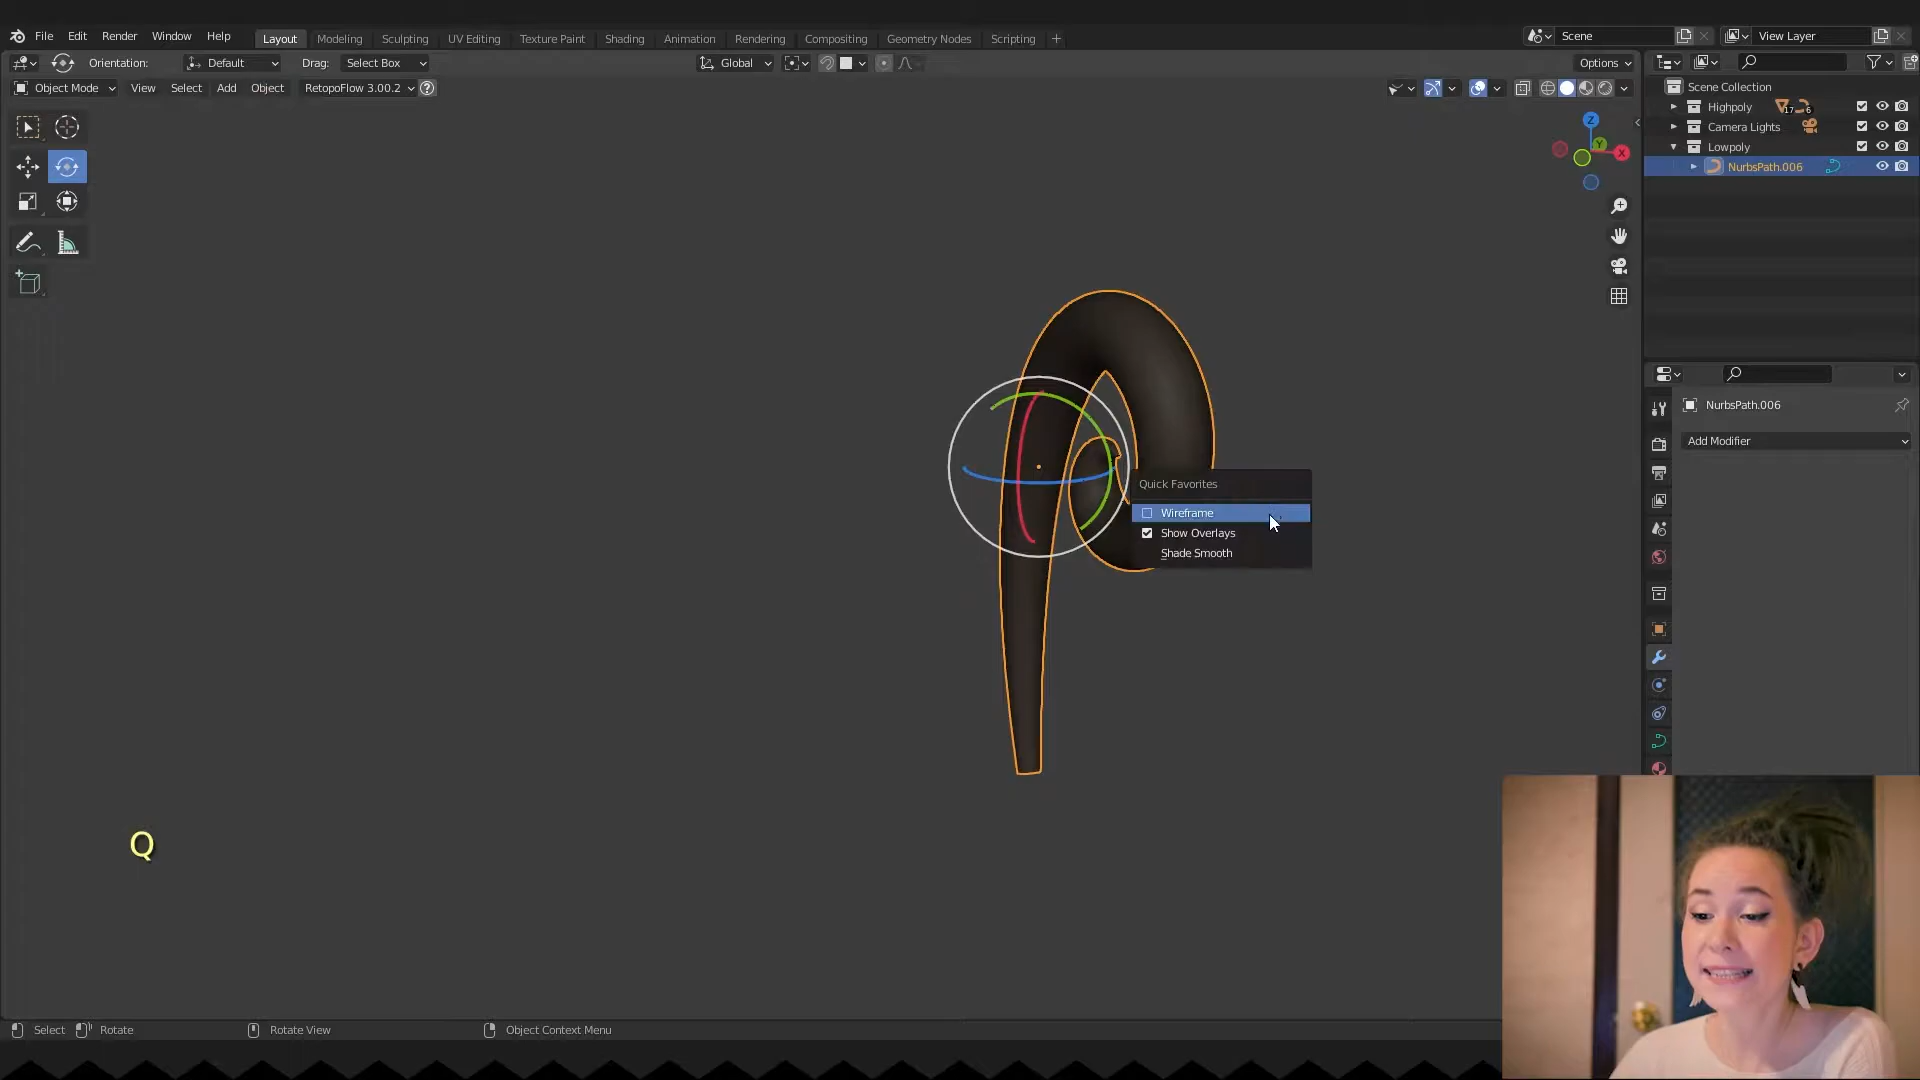 File Edit Render Window Help Layout Modeling Sculpting UV Editing Texture Paint Shading Animation Rendering Compositing Geometry Nodes Scripting + Scene View Layer
Orientation: Default Drag: Select Box Global Options
Object Mode View Select Add Object RetopoFlow 3.00.2 ?
Scene Collection
Highpoly 17 6
Camera Lights
Lowpoly
NurbsPath.006
Z
Y
X
NurbsPath.006
Add Modifier
Quick Favorites
Wireframe
Show Overlays
Shade Smooth
Q
Select Rotate Rotate View Object Context Menu